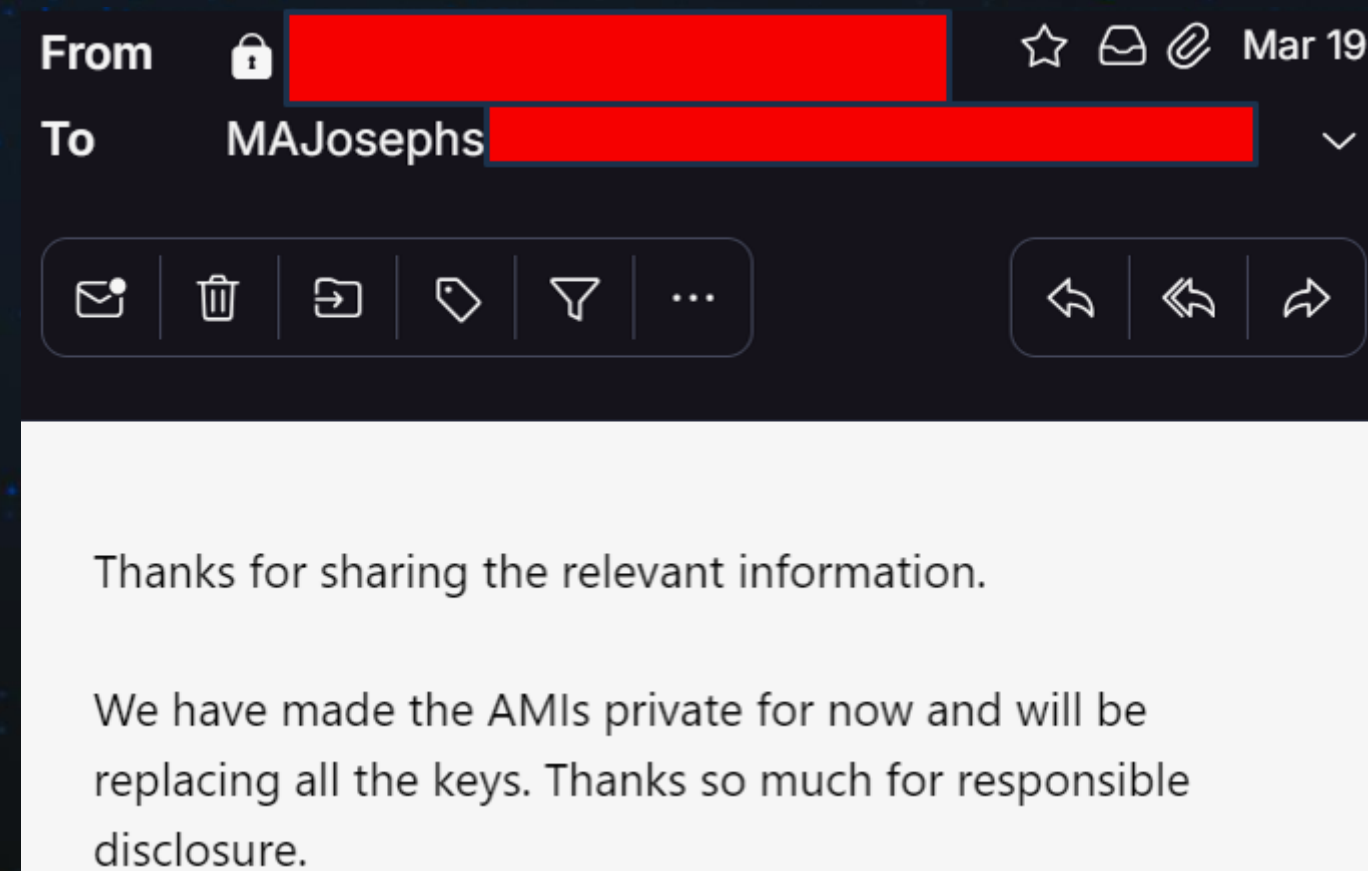 From Mar 19
To MAJosephs
Thanks for sharing the relevant information.
We have made the AMIs private for now and will be
replacing all the keys. Thanks so much for responsible
disclosure.